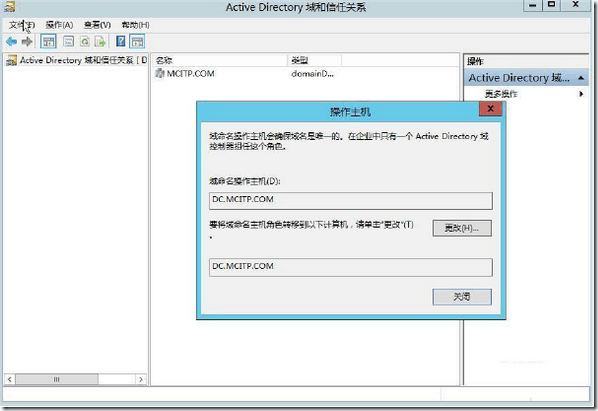 Active Directory 域和信任关系
文件(F) 操作(A) 查看(V) 帮助(H)
Active Directory 域和信任关系 [ D
名称 类型
MCITP.COM domainD...
操作
Active Directory 域...
更多操作
操作主机
域命名操作主机会确保域名是唯一的。在企业中只有一个 Active Directory 域
控制器担任这个角色。
域命名操作主机(D):
DC.MCITP.COM
要将域命名主机角色转移到以下计算机，请单击"更改"(T)
。
更改(H)...
DC.MCITP.COM
关闭